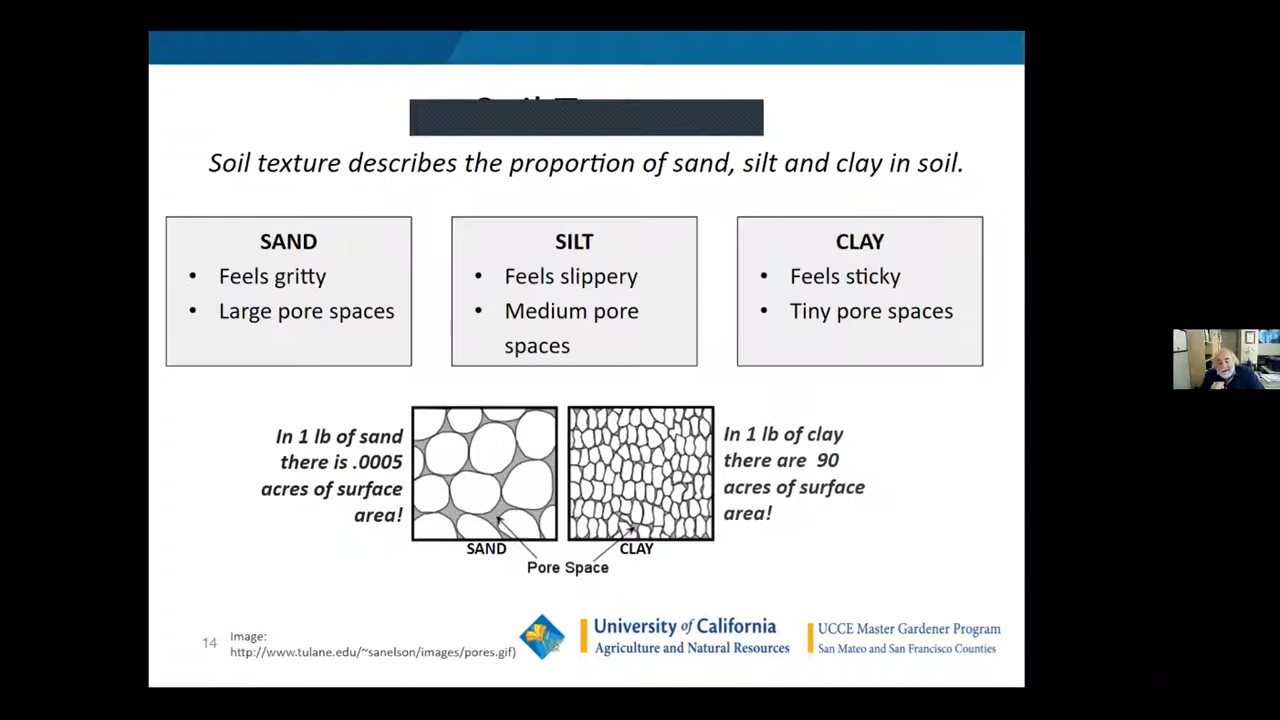 Soil texture describes the proportion of sand, silt and clay in soil.
SAND
• Feels gritty
• Large pore spaces
SILT
• Feels slippery
• Medium pore
spaces
CLAY
• Feels sticky
• Tiny pore spaces
In 1 lb of sand
there is .0005
acres of surface
area!
In 1 lb of clay
there are 90
acres of surface
area!
SAND
CLAY
Pore Space
14
Image:
http://www.tulane.edu/~sanelson/images/pores.gif)
University of California
Agriculture and Natural Resources
UCCE Master Gardener Program
San Mateo and San Francisco Counties